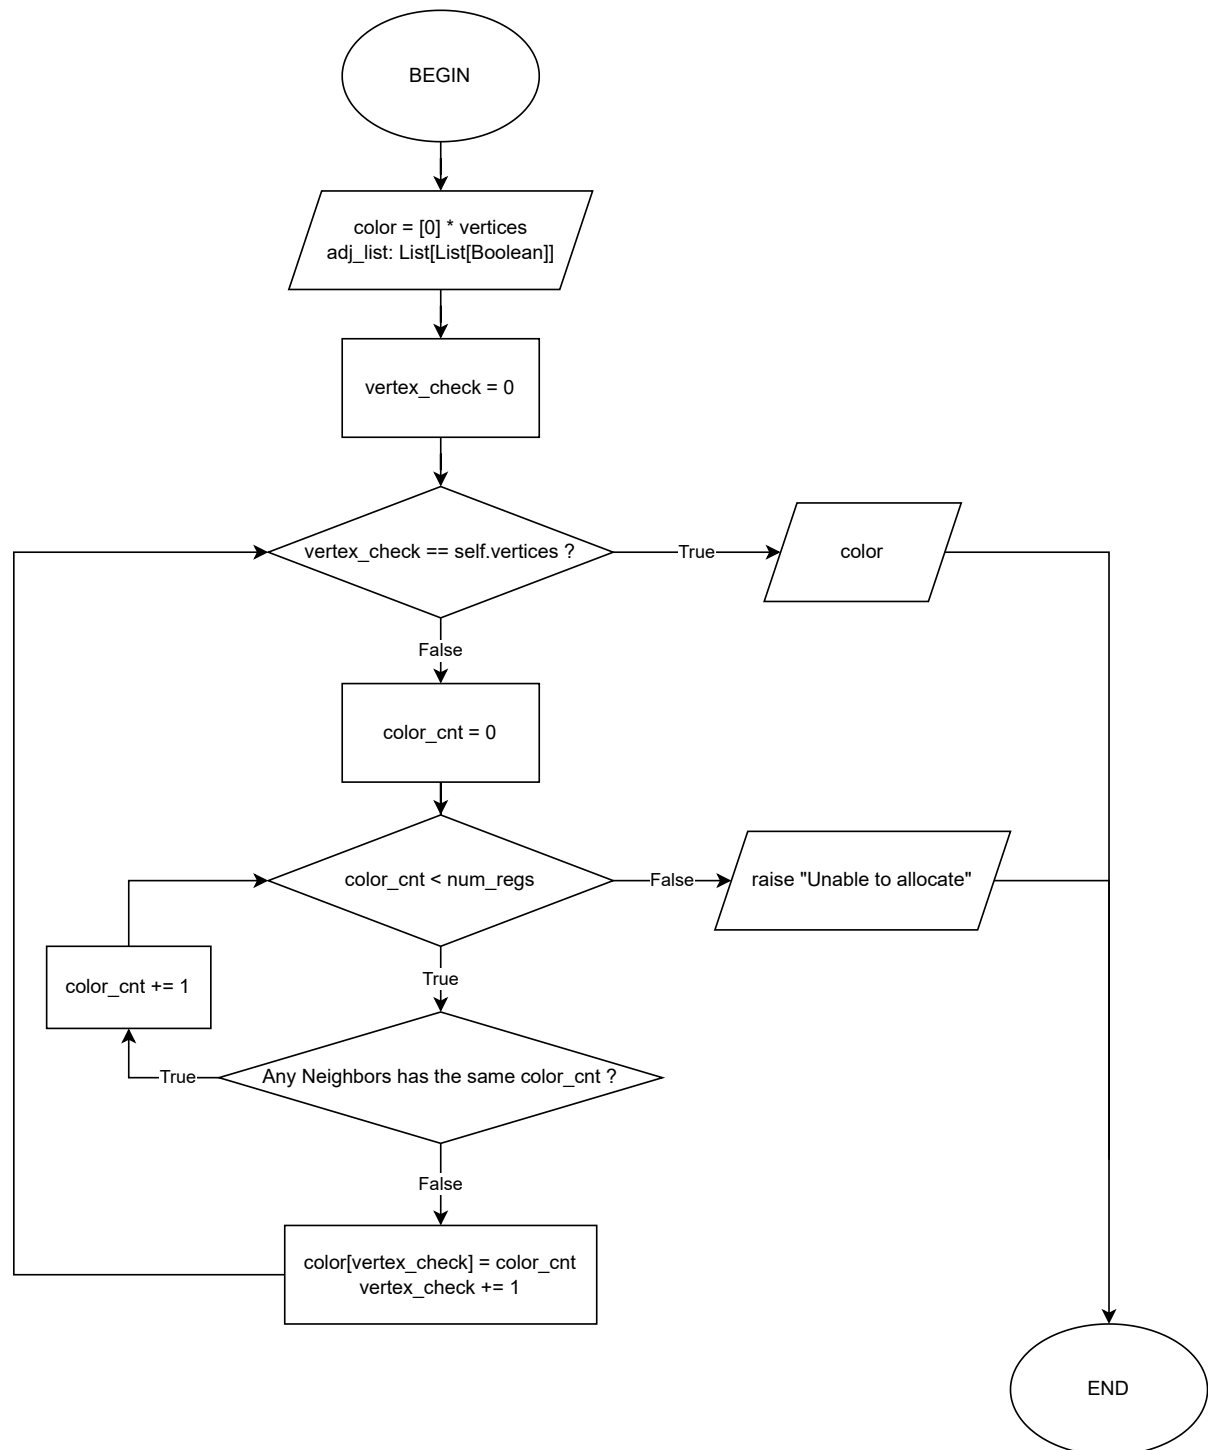 BEGIN
color = [0] * vertices
adj_list: List[List[Boolean]]
vertex_check = 0
vertex_check == self.vertices ?
True
color
False
color_cnt = 0
color_cnt < num_regs
False
raise "Unable to allocate"
True
color_cnt += 1
Any Neighbors has the same color_cnt ?
True
False
color[vertex_check] = color_cnt
vertex_check += 1
END